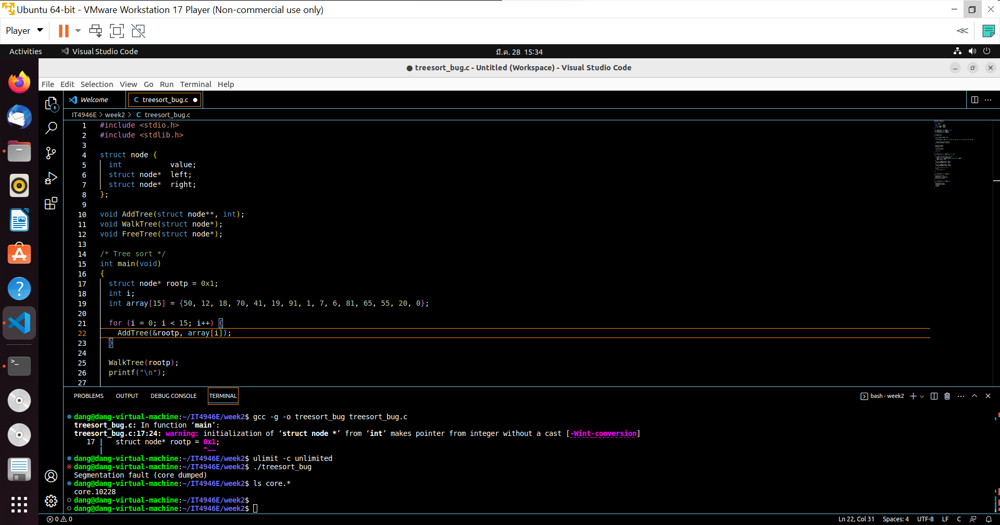 Ubuntu 64-bit - VMware Workstation 17 Player (Non-commercial use only)
Player
Activities
Visual Studio Code
มี.ค. 28 15:34
● treesort_bug.c - Untitled (Workspace) - Visual Studio Code
File Edit Selection View Go Run Terminal Help
Welcome
C treesort_bug.c ●
IT4946E > week2 > C treesort_bug.c
1 #include <stdio.h>
2 #include <stdlib.h>
3
4 struct node {
5   int           value;
6   struct node*  left;
7   struct node*  right;
8 };
9
10 void AddTree(struct node**, int);
11 void WalkTree(struct node*);
12 void FreeTree(struct node*);
13
14 /* Tree sort */
15 int main(void)
16 {
17   struct node* rootp = 0x1;
18   int i;
19   int array[15] = {50, 12, 18, 70, 41, 19, 91, 1, 7, 6, 81, 65, 55, 20, 0};
20
21   for (i = 0; i < 15; i++) {
22     AddTree(&rootp, array[i]);
23   }
24
25   WalkTree(rootp);
26   printf("\n");
27
PROBLEMS OUTPUT DEBUG CONSOLE TERMINAL
bash - week2
dang@dang-virtual-machine:~/IT4946E/week2$ gcc -g -o treesort_bug treesort_bug.c
treesort_bug.c: In function ‘main’:
treesort_bug.c:17:24: warning: initialization of ‘struct node *’ from ‘int’ makes pointer from integer without a cast [-Wint-conversion]
   17 |   struct node* rootp = 0x1;
      |                        ^~~
dang@dang-virtual-machine:~/IT4946E/week2$ ulimit -c unlimited
dang@dang-virtual-machine:~/IT4946E/week2$ ./treesort_bug
Segmentation fault (core dumped)
dang@dang-virtual-machine:~/IT4946E/week2$ ls core.*
core.10228
dang@dang-virtual-machine:~/IT4946E/week2$
dang@dang-virtual-machine:~/IT4946E/week2$
0 0
Ln 22, Col 31 Spaces: 4 UTF-8 LF C